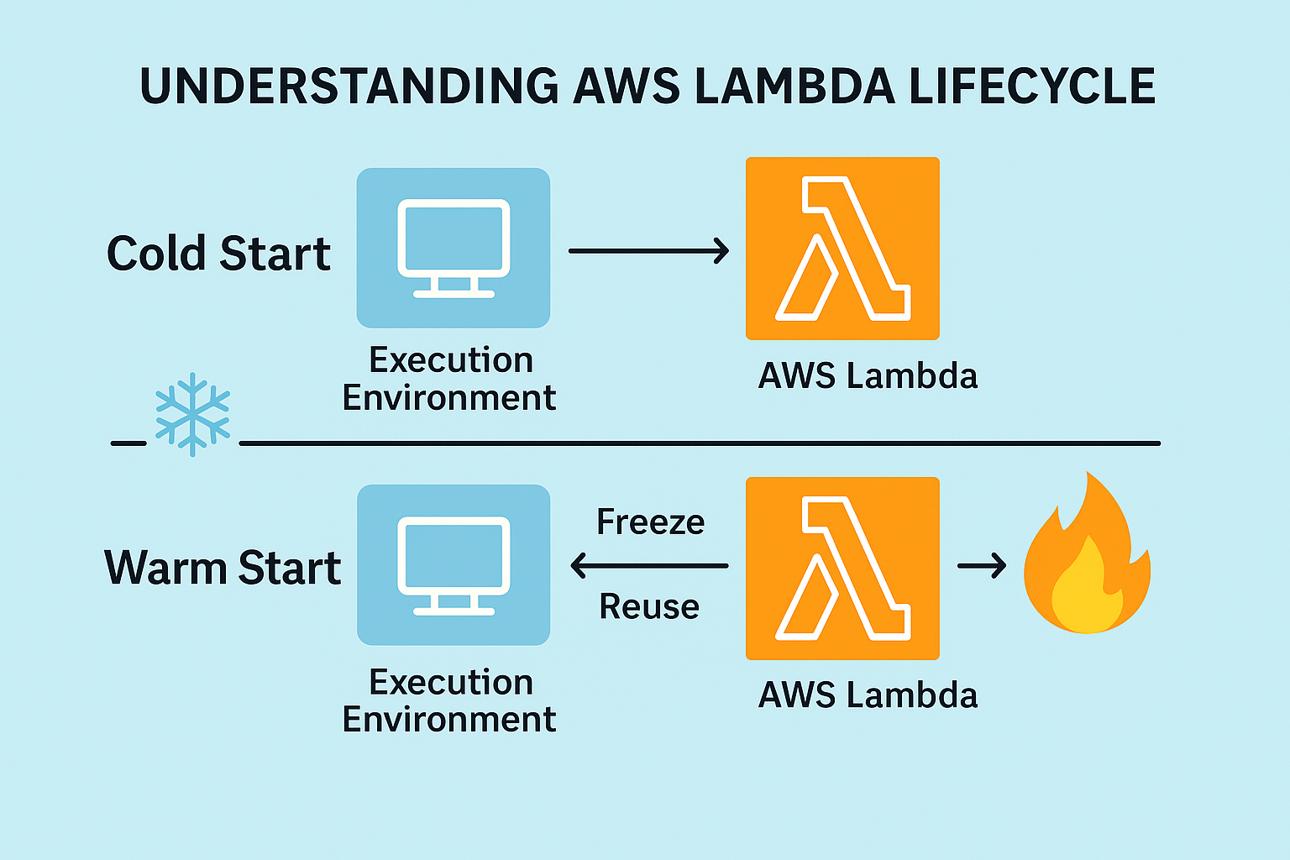 UNDERSTANDING AWS LAMBDA LIFECYCLE
Cold Start
Execution
Environment
AWS Lambda
Warm Start
Freeze
Reuse
Execution
Environment
AWS Lambda